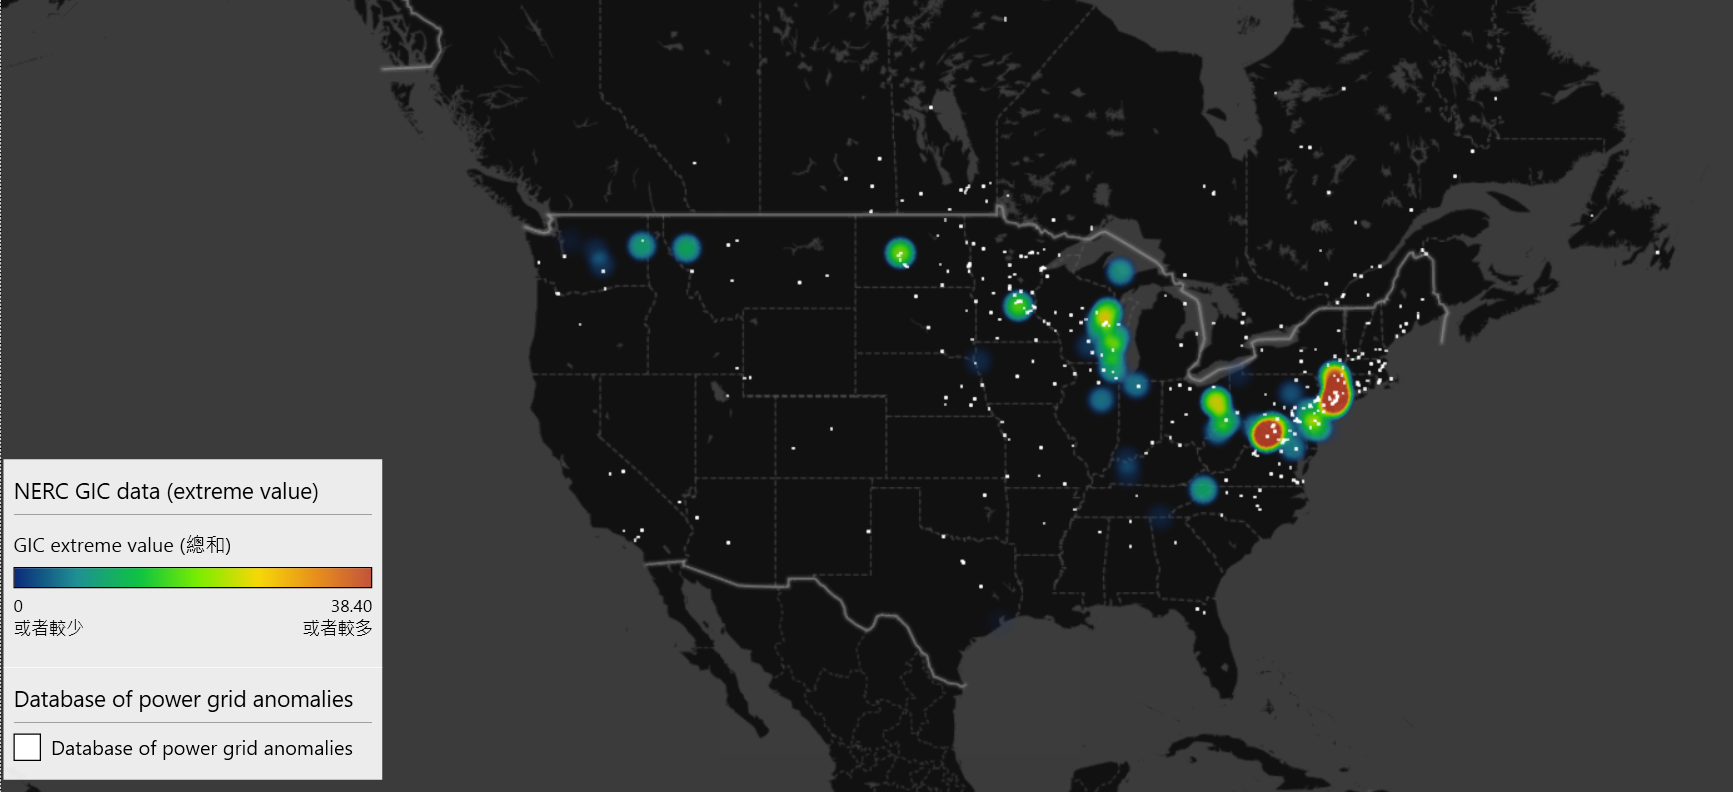 NERC GIC data (extreme value)
GIC extreme value (總和)
0 38.40
或者較少 或者較多
Database of power grid anomalies
Database of power grid anomalies